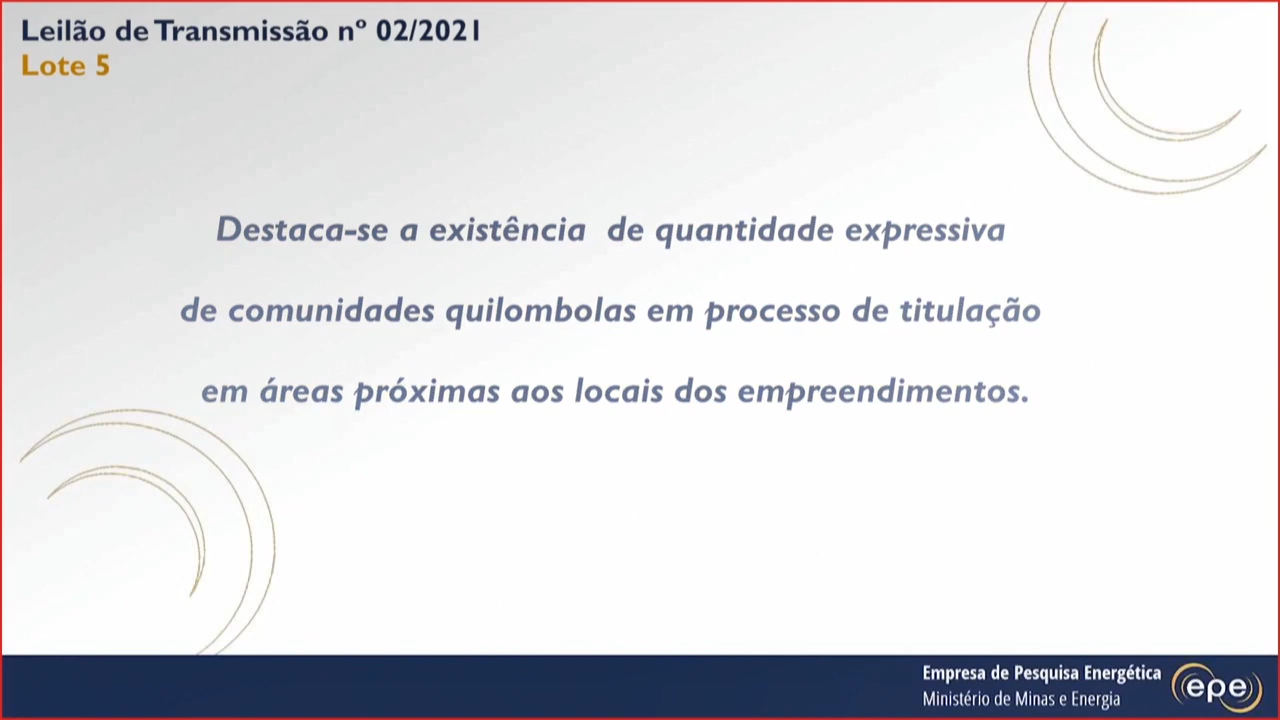 Leilão de Transmissão nº 02/2021
Lote 5
Destaca-se a existência de quantidade expressiva
de comunidades quilombolas em processo de titulação
em áreas próximas aos locais dos empreendimentos.
Empresa de Pesquisa Energética
Ministério de Minas e Energia
epe